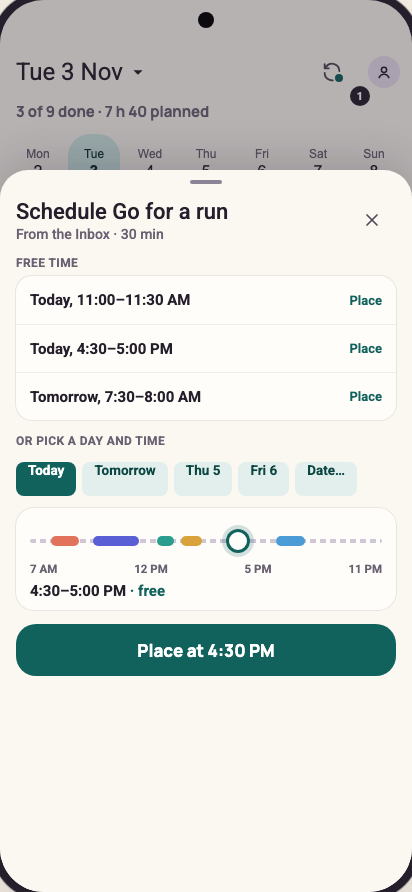 Tue 3 Nov
1
3 of 9 done · 7 h 40 planned
Mon Tue Wed Thu Fri Sat Sun
Schedule Go for a run
From the Inbox · 30 min
FREE TIME
Today, 11:00–11:30 AM Place
Today, 4:30–5:00 PM Place
Tomorrow, 7:30–8:00 AM Place
OR PICK A DAY AND TIME
Today Tomorrow Thu 5 Fri 6 Date...
7 AM 12 PM 5 PM 11 PM
4:30–5:00 PM · free
Place at 4:30 PM